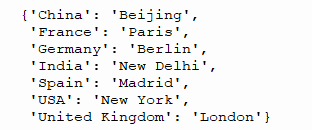 {'China': 'Beijing',
'France': 'Paris',
'Germany': 'Berlin',
'India': 'New Delhi',
'Spain': 'Madrid',
'USA': 'New York',
'United Kingdom': 'London'}